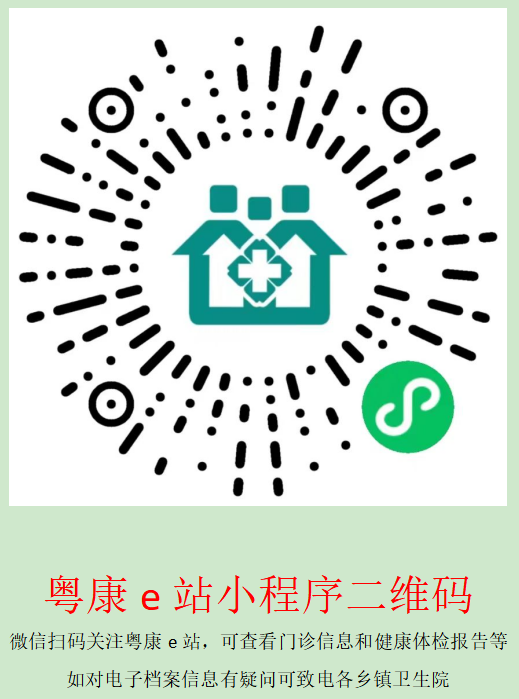 粤康 e 站小程序二维码
微信扫码关注粤康 e 站，可查看门诊信息和健康体检报告等
如对电子档案信息有疑问可致电各乡镇卫生院